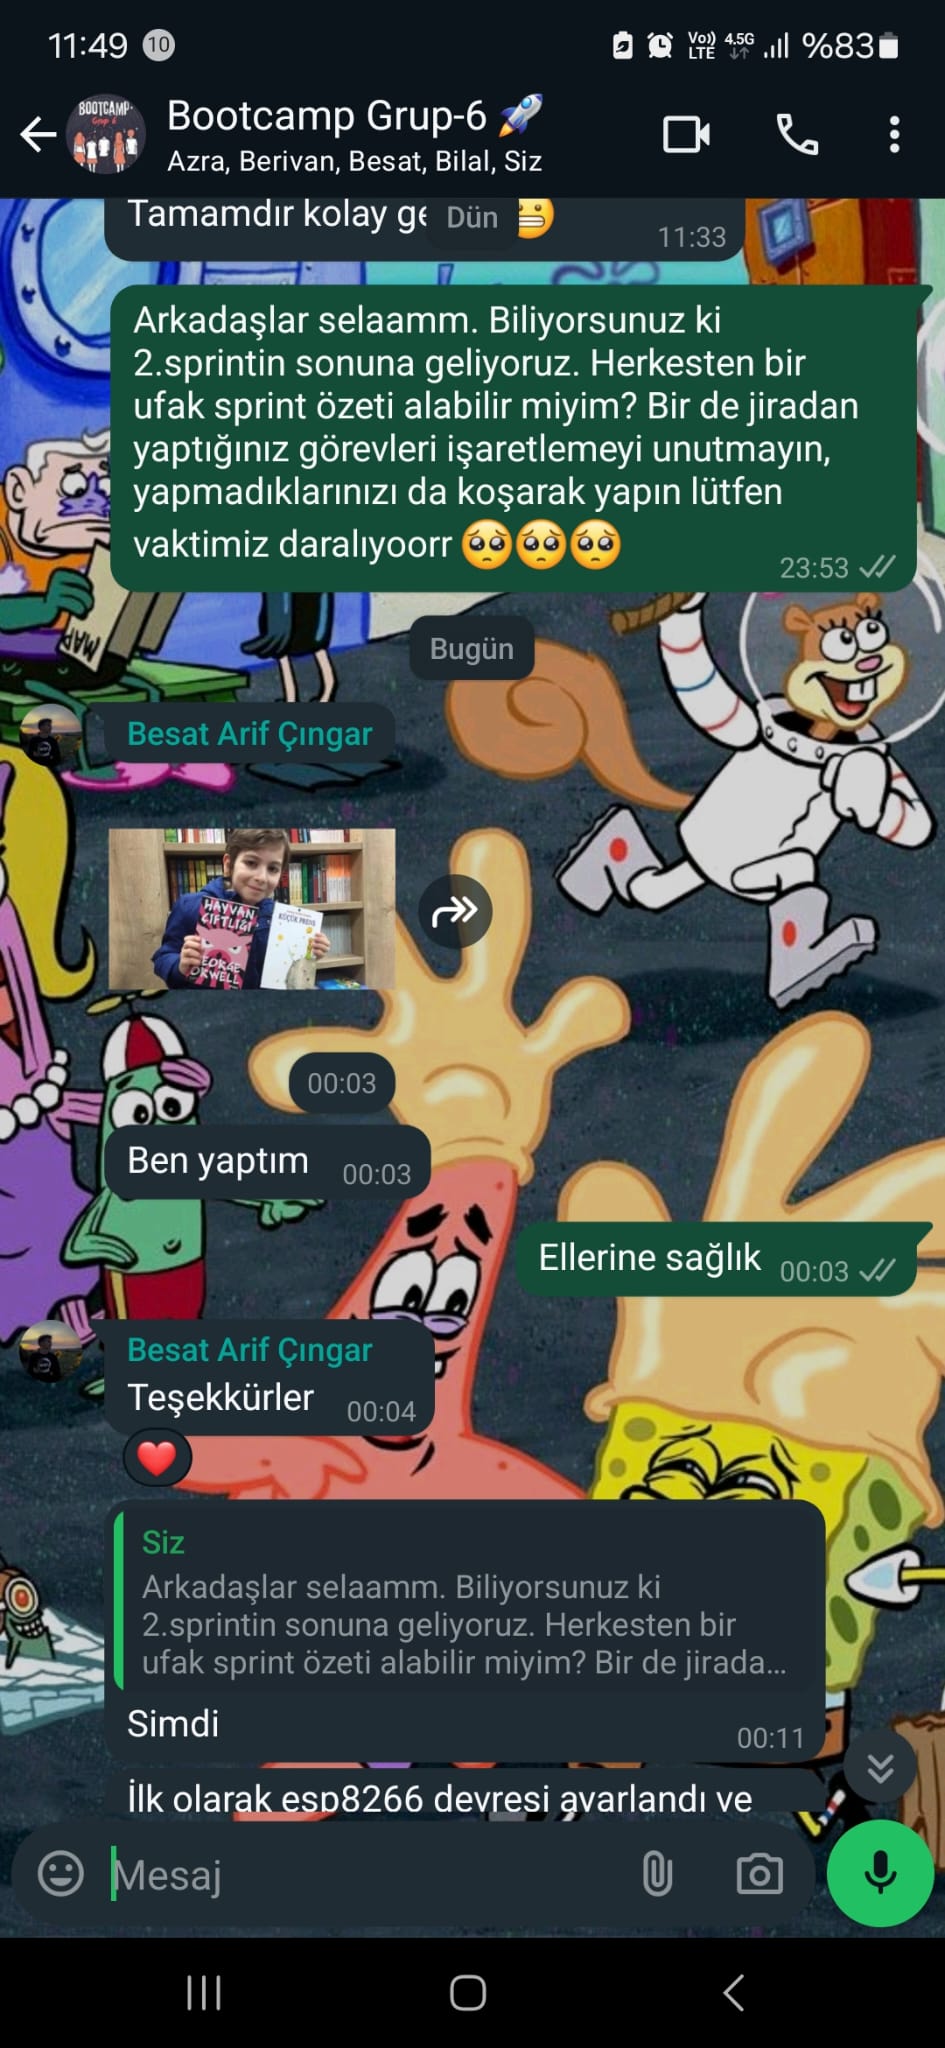 11:49 10 Vo)) LTE 4.5G %83
BOOTCAMP
Grup 6
Bootcamp Grup-6 🚀
Azra, Berivan, Besat, Bilal, Siz
Tamamdır kolay ge
Dün
😬
11:33
Arkadaşlar selaamm. Biliyorsunuz ki
2.sprintin sonuna geliyoruz. Herkesten bir
ufak sprint özeti alabilir miyim? Bir de jiradan
yaptığınız görevleri işaretlemeyi unutmayın,
yapmadıklarınızı da koşarak yapın lütfen
vaktimiz daralıyoorr 🥺🥺🥺
23:53
MAP
Bugün
Besat Arif Çıngar
HAYVAN
ÇİFTLİĞİ
GEORGE
ORWELL
KÜÇÜK PRENS
00:03
Ben yaptım 00:03
Ellerine sağlık 00:03
Besat Arif Çıngar
Teşekkürler 00:04
❤️
Siz
Arkadaşlar selaamm. Biliyorsunuz ki
2.sprintin sonuna geliyoruz. Herkesten bir
ufak sprint özeti alabilir miyim? Bir de jirada...
Simdi
00:11
İlk olarak esp8266 devresi ayarlandı ve
Mesaj